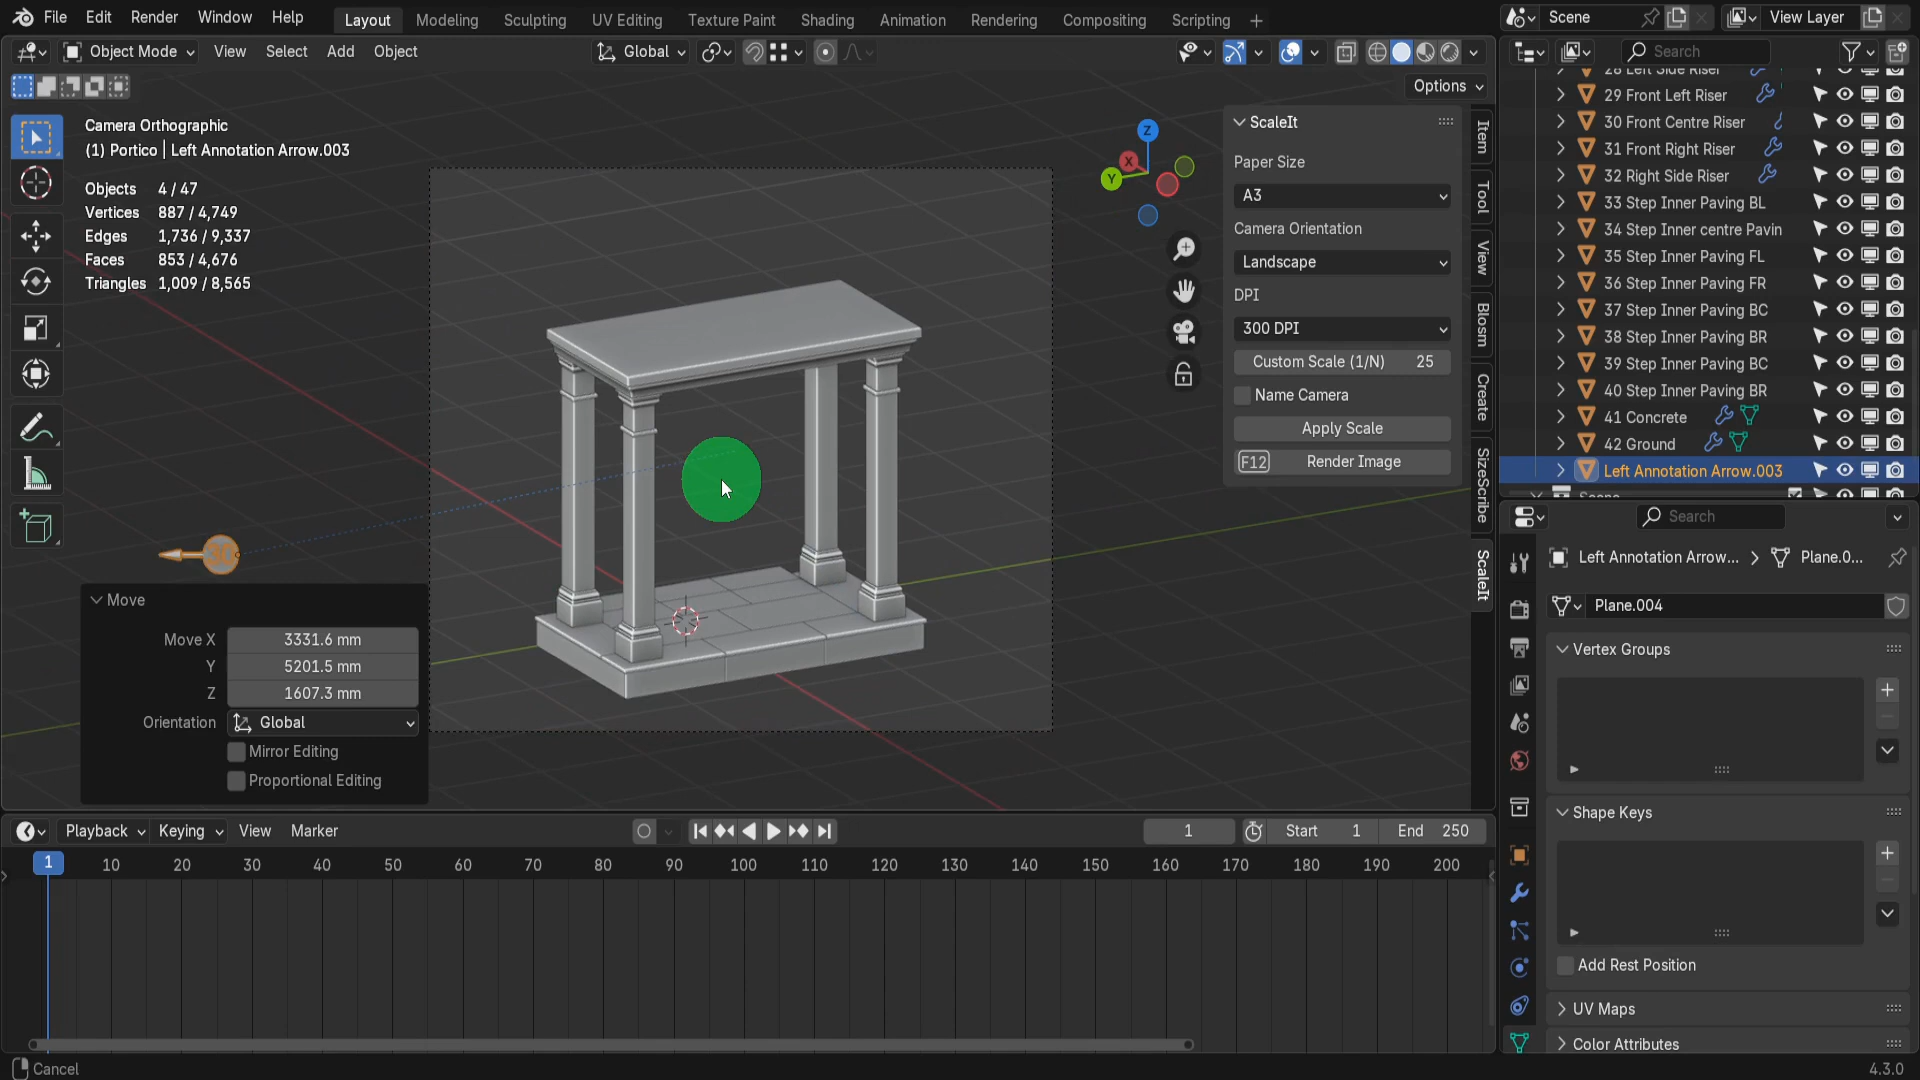 File Edit Render Window Help
Layout Modeling Sculpting UV Editing Texture Paint Shading Animation Rendering Compositing Scripting
Scene
View Layer
Object Mode View Select Add Object
Global
Search
Options
Camera Orthographic
(1) Portico | Left Annotation Arrow.003
Objects 4 / 47
Vertices 887 / 4,749
Edges 1,736 / 9,337
Faces 853 / 4,676
Triangles 1,009 / 8,565
Z
X
Y
ScaleIt
Paper Size
A3
Camera Orientation
Landscape
DPI
300 DPI
Custom Scale (1/N) 25
Name Camera
Apply Scale
F12 Render Image
Item
Tool
View
Blosm
Create
SizeScribe
ScaleIt
28 Left Side Riser
29 Front Left Riser
30 Front Centre Riser
31 Front Right Riser
32 Right Side Riser
33 Step Inner Paving BL
34 Step Inner centre Pavin
35 Step Inner Paving FL
36 Step Inner Paving FR
37 Step Inner Paving BC
38 Step Inner Paving BR
39 Step Inner Paving BC
40 Step Inner Paving BR
41 Concrete
42 Ground
Left Annotation Arrow.003
Move
Move X 3331.6 mm
Y 5201.5 mm
Z 1607.3 mm
Orientation Global
Mirror Editing
Proportional Editing
Search
Left Annotation Arrow... Plane.0...
Plane.004
Vertex Groups
Shape Keys
Add Rest Position
UV Maps
Color Attributes
Playback Keying View Marker
1 Start 1 End 250
1 10 20 30 40 50 60 70 80 90 100 110 120 130 140 150 160 170 180 190 200
Cancel
4.3.0